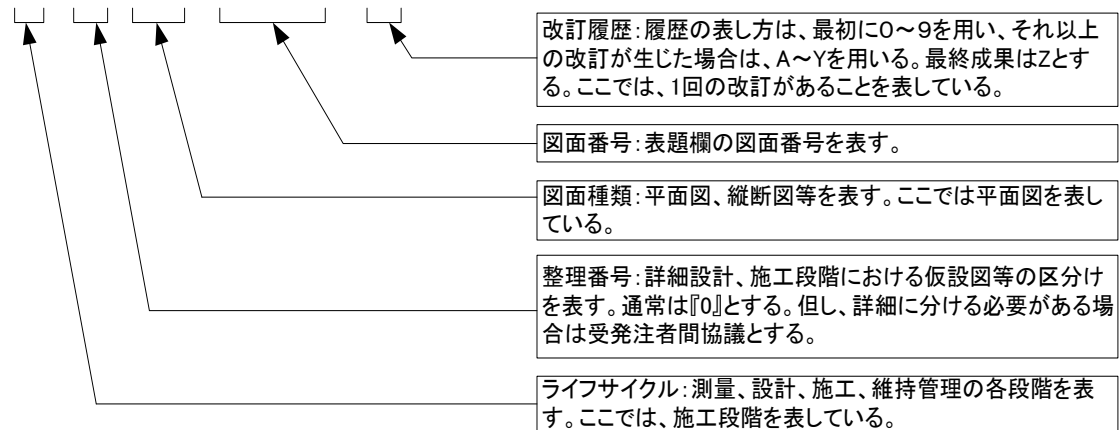 改訂履歴：履歴の表し方は、最初に0～9を用い、それ以上
の改訂が生じた場合は、A～Yを用いる。最終成果はZとす
る。ここでは、1回の改訂があることを表している。
図面番号：表題欄の図面番号を表す。
図面種類：平面図、縦断図等を表す。ここでは平面図を表し
ている。
整理番号：詳細設計、施工段階における仮設図等の区分け
を表す。通常は『0』とする。但し、詳細に分ける必要がある場
合は受発注者間協議とする。
ライフサイクル：測量、設計、施工、維持管理の各段階を表
す。ここでは、施工段階を表している。